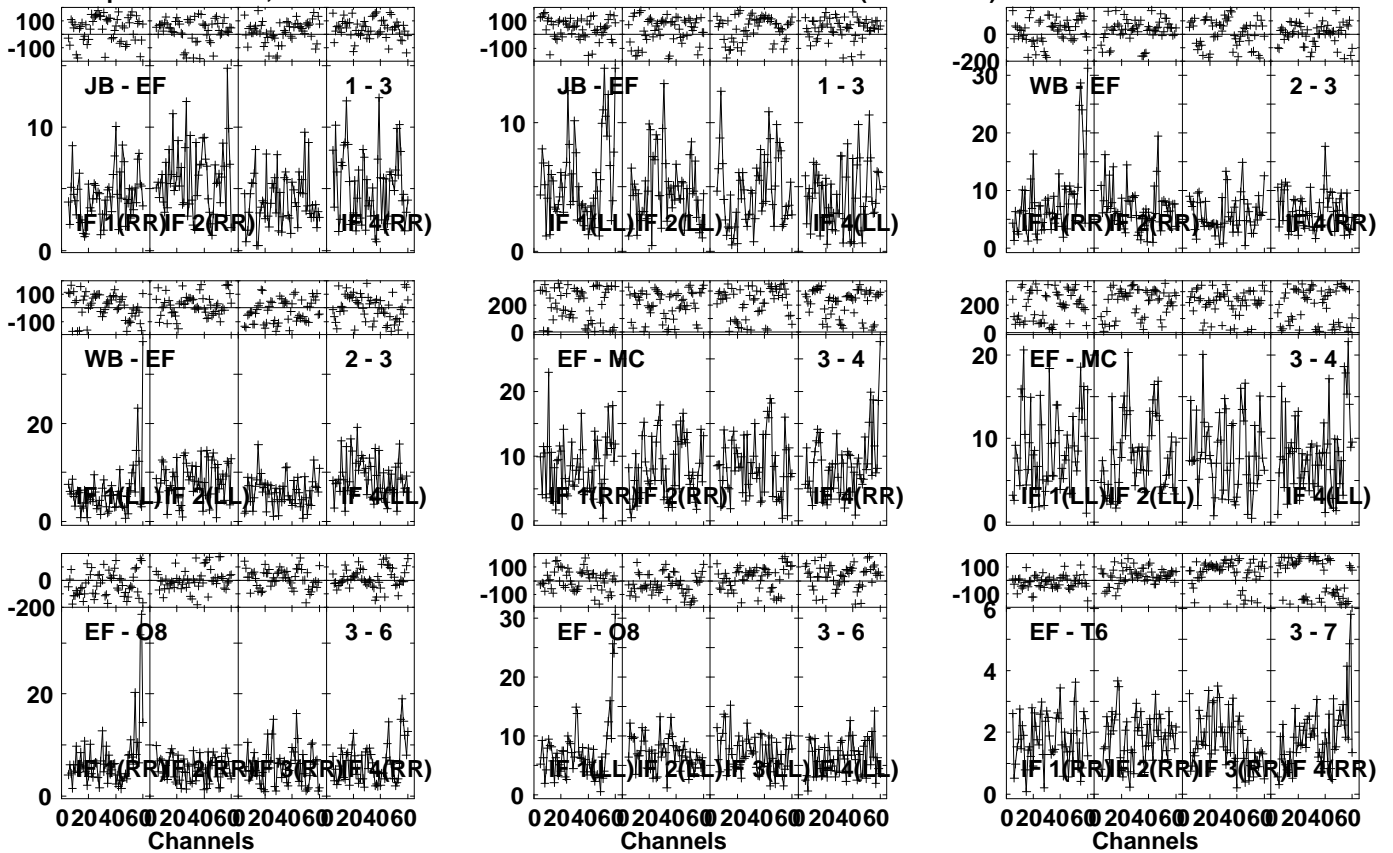 100
-100
JB - EF 1 - 3
10
IF 1(RR) IF 2(RR) IF 4(RR)
0
100
-100
JB - EF 1 - 3
10
IF 1(LL) IF 2(LL) IF 4(LL)
0
0
-200
30
WB - EF 2 - 3
20
10
IF 1(RR) IF 2(RR) IF 4(RR)
0
100
-100
WB - EF 2 - 3
20
IF 1(LL) IF 2(LL) IF 4(LL)
0
200
0
EF - MC 3 - 4
20
10
IF 1(RR) IF 2(RR) IF 4(RR)
0
200
0
20
EF - MC 3 - 4
10
IF 1(LL) IF 2(LL) IF 4(LL)
0
0
-200
EF - O8 3 - 6
20
IF 1(RR) IF 2(RR) IF 3(RR) IF 4(RR)
0
0 20 40 60 0 20 40 60 0 20 40 60 0 20 40 60
Channels
100
-100
30
EF - O8 3 - 6
20
10
IF 1(LL) IF 2(LL) IF 3(LL) IF 4(LL)
0
0 20 40 60 0 20 40 60 0 20 40 60 0 20 40 60
Channels
100
-100
6
EF - T6 3 - 7
4
2
IF 1(RR) IF 2(RR) IF 3(RR) IF 4(RR)
0
0 20 40 60 0 20 40 60 0 20 40 60 0 20 40 60
Channels